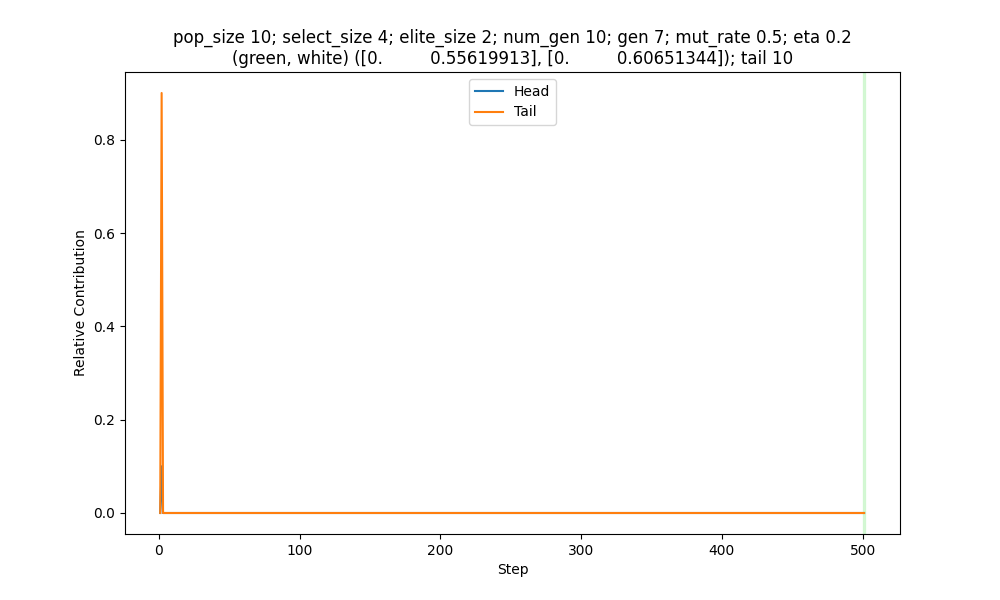 pop_size 10; select_size 4; elite_size 2; num_gen 10; gen 7; mut_rate 0.5; eta 0.2
(green, white) ([0.          0.55619913], [0.          0.60651344]); tail 10
Head
Tail
Relative Contribution
0.8
0.6
0.4
0.2
0.0
0 100 200 300 400 500
Step